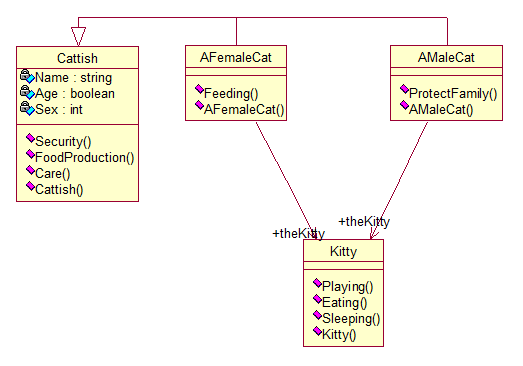 Cattish
Name : string
Age : boolean
Sex : int
Security()
FoodProduction()
Care()
Cattish()
AFemaleCat
Feeding()
AFemaleCat()
AMaleCat
ProtectFamily()
AMaleCat()
+theKitty
+theKitty
Kitty
Playing()
Eating()
Sleeping()
Kitty()